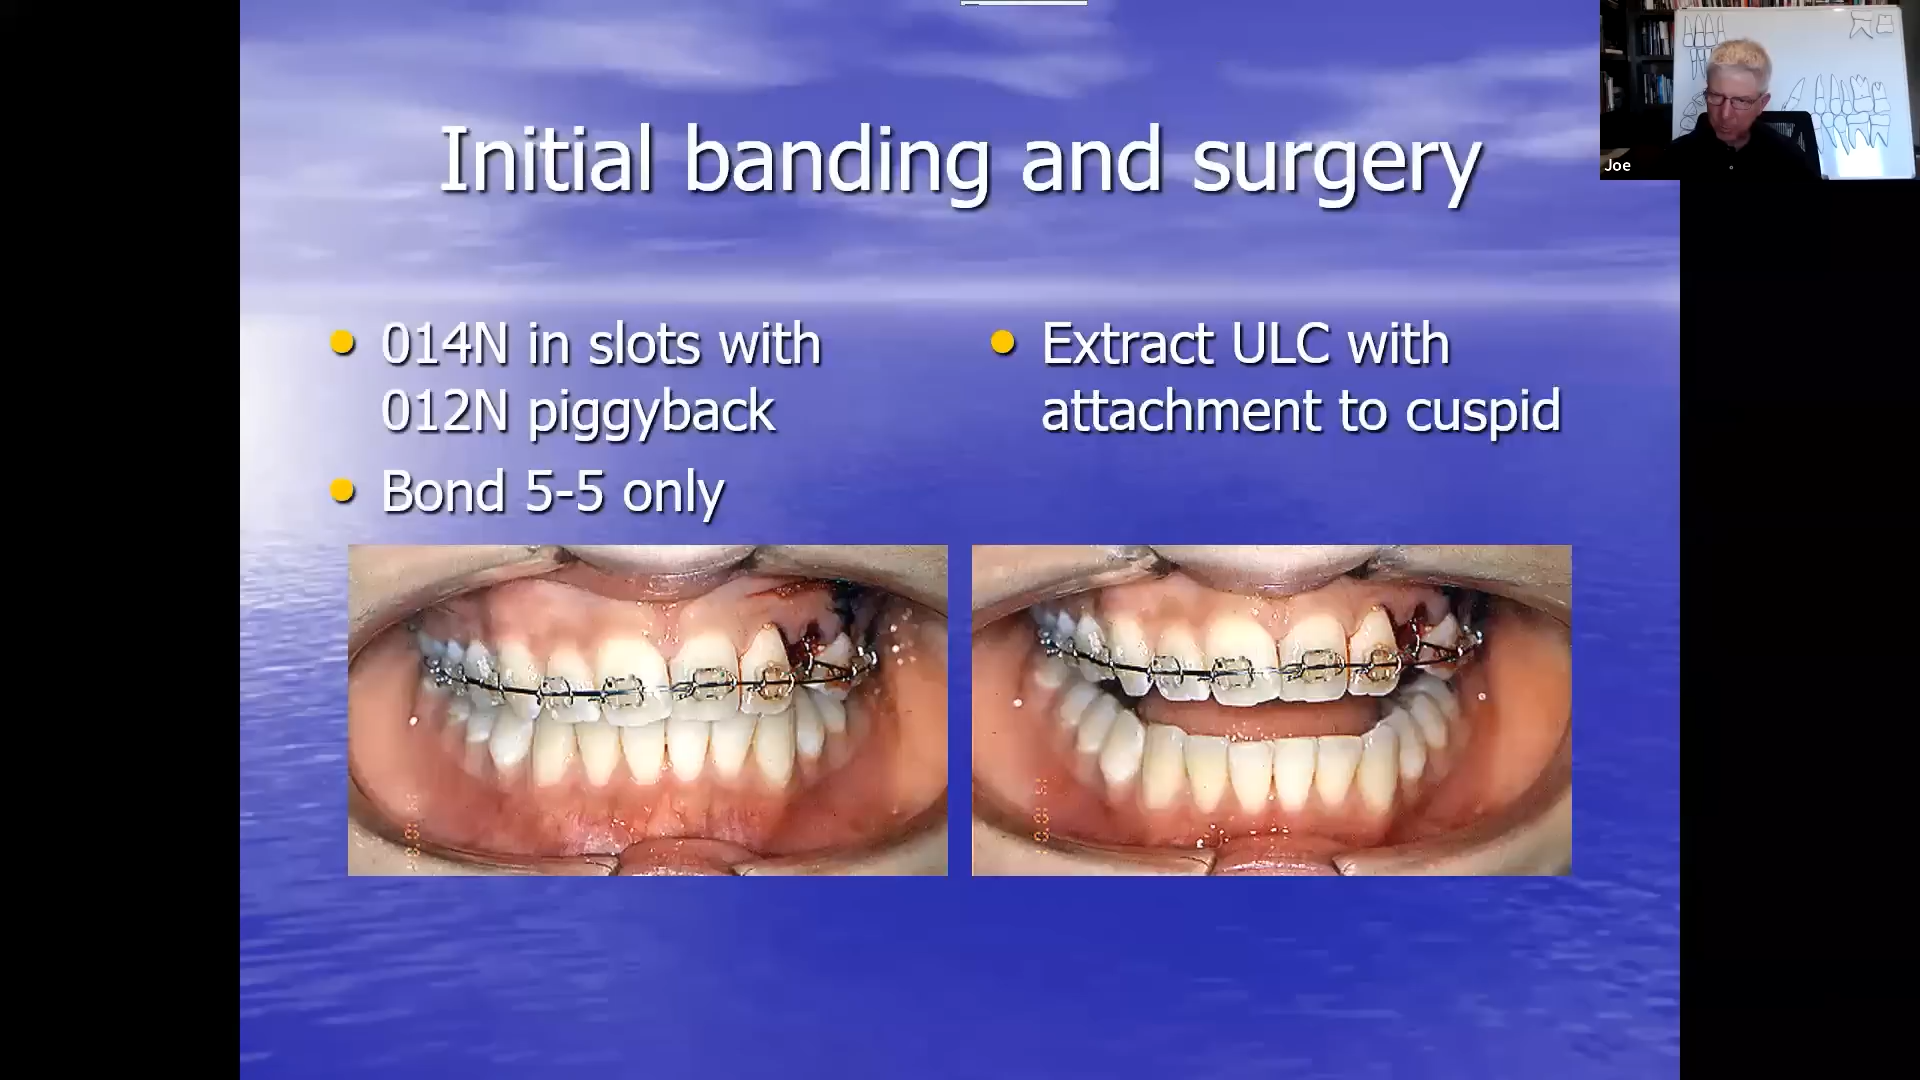 Initial banding and surgery
014N in slots with
012N piggyback
Bond 5-5 only
Extract ULC with
attachment to cuspid
Joe